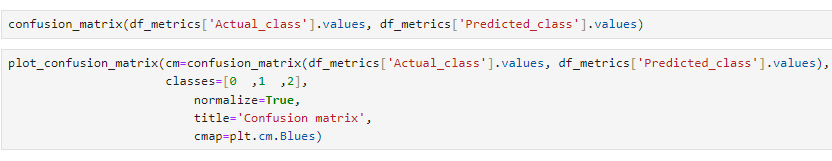 confusion_matrix(df_metrics['Actual_class'].values, df_metrics['Predicted_class'].values)
plot_confusion_matrix(cm=confusion_matrix(df_metrics['Actual_class'].values, df_metrics['Predicted_class'].values),
classes=[0  ,1  ,2],
normalize=True,
title='Confusion matrix',
cmap=plt.cm.Blues)